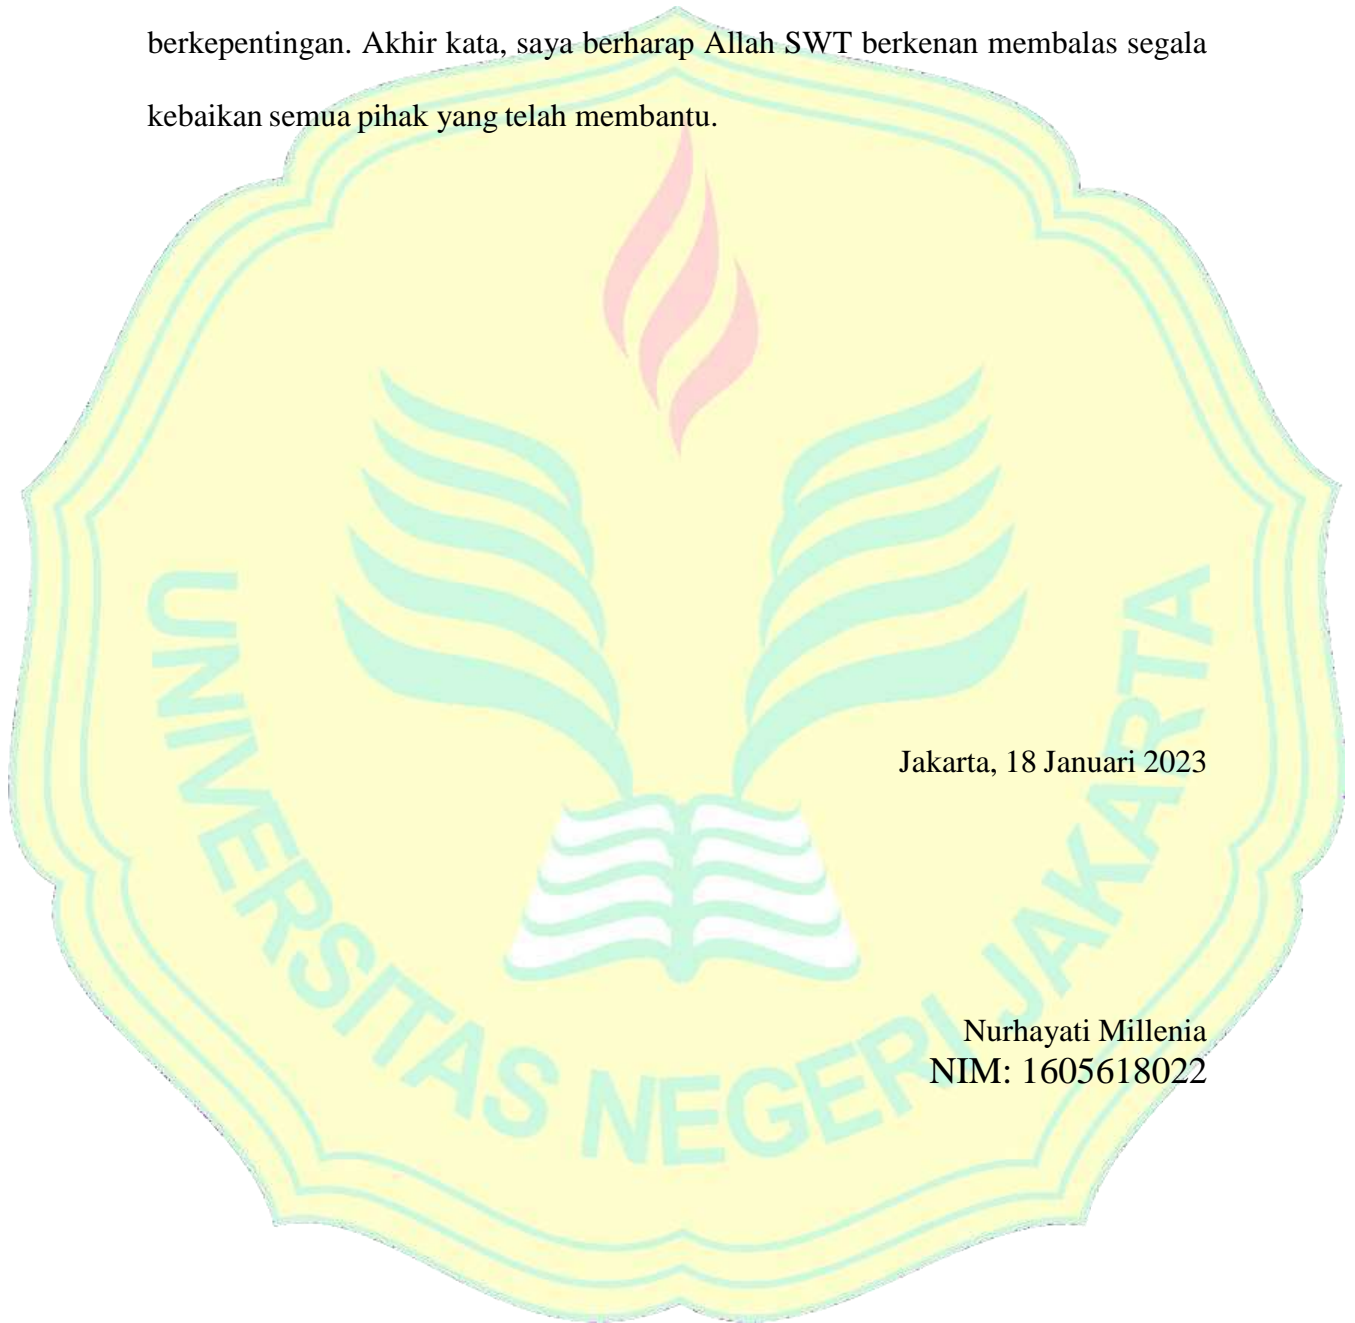 berkepentingan. Akhir kata, saya berharap Allah SWT berkenan membalas segala
kebaikan semua pihak yang telah membantu.
Jakarta, 18 Januari 2023
Nurhayati Millenia
NIM: 1605618022
UNIVERSITAS NEGERI JAKARTA